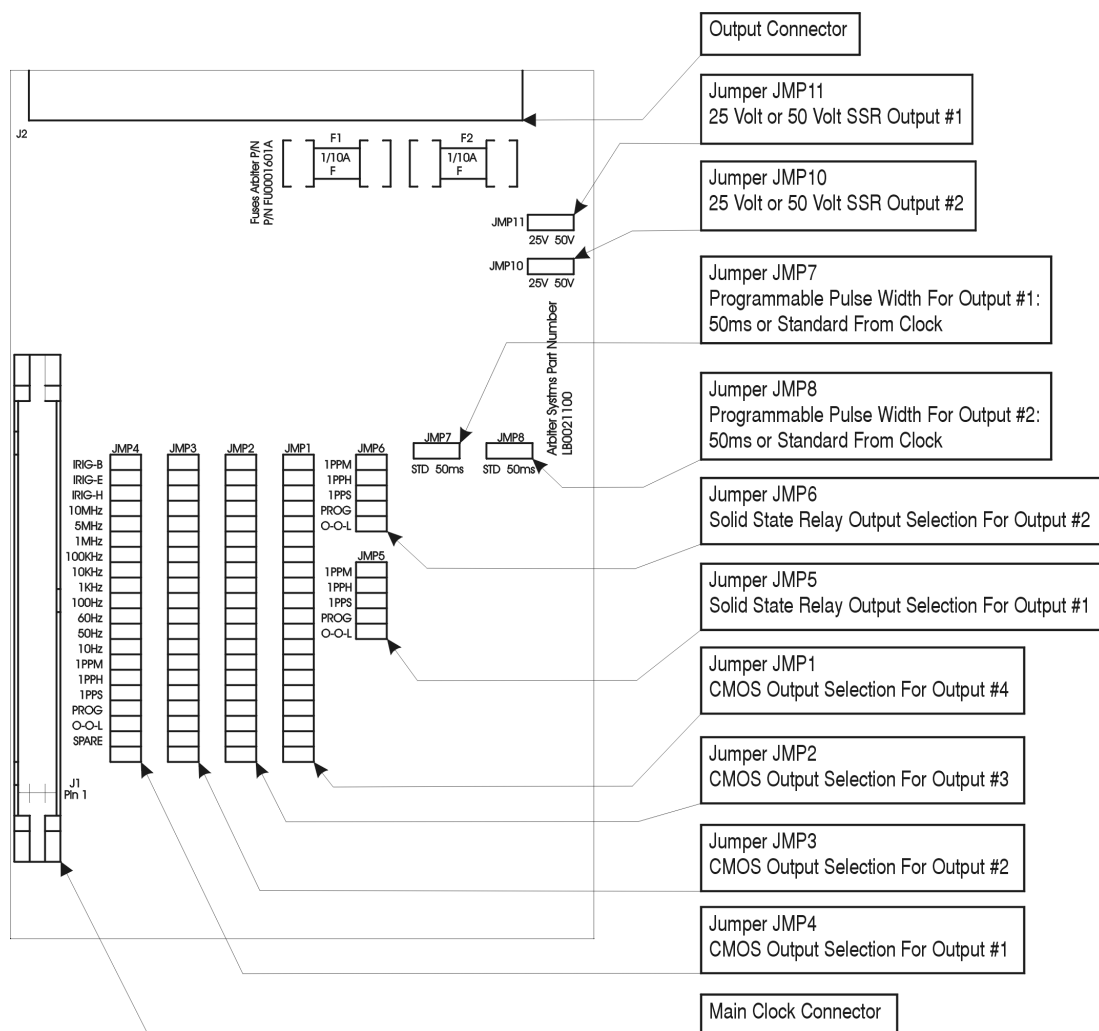 Output Connector
Jumper JMP11
25 Volt or 50 Volt SSR Output #1
Jumper JMP10
25 Volt or 50 Volt SSR Output #2
Jumper JMP7
Programmable Pulse Width For Output #1:
50ms or Standard From Clock
Jumper JMP8
Programmable Pulse Width For Output #2:
50ms or Standard From Clock
Jumper JMP6
Solid State Relay Output Selection For Output #2
Jumper JMP5
Solid State Relay Output Selection For Output #1
Jumper JMP1
CMOS Output Selection For Output #4
Jumper JMP2
CMOS Output Selection For Output #3
Jumper JMP3
CMOS Output Selection For Output #2
Jumper JMP4
CMOS Output Selection For Output #1
Main Clock Connector
J2
Fuses Arbiter P/N
P/N FU0001601A
F1
1/10A
F
F2
1/10A
F
JMP11
25V 50V
JMP10
25V 50V
Arbiter Systms Part Number
LB0021100
JMP7
STD 50ms
JMP8
STD 50ms
JMP4
JMP3
JMP2
JMP1
JMP6
IRIG-B
IRIG-E
IRIG-H
10MHz
5MHz
1MHz
100KHz
10KHz
1KHz
100Hz
60Hz
50Hz
10Hz
1PPM
1PPH
1PPS
PROG
O-O-L
SPARE
1PPM
1PPH
1PPS
PROG
O-O-L
JMP5
1PPM
1PPH
1PPS
PROG
O-O-L
J1
Pin 1